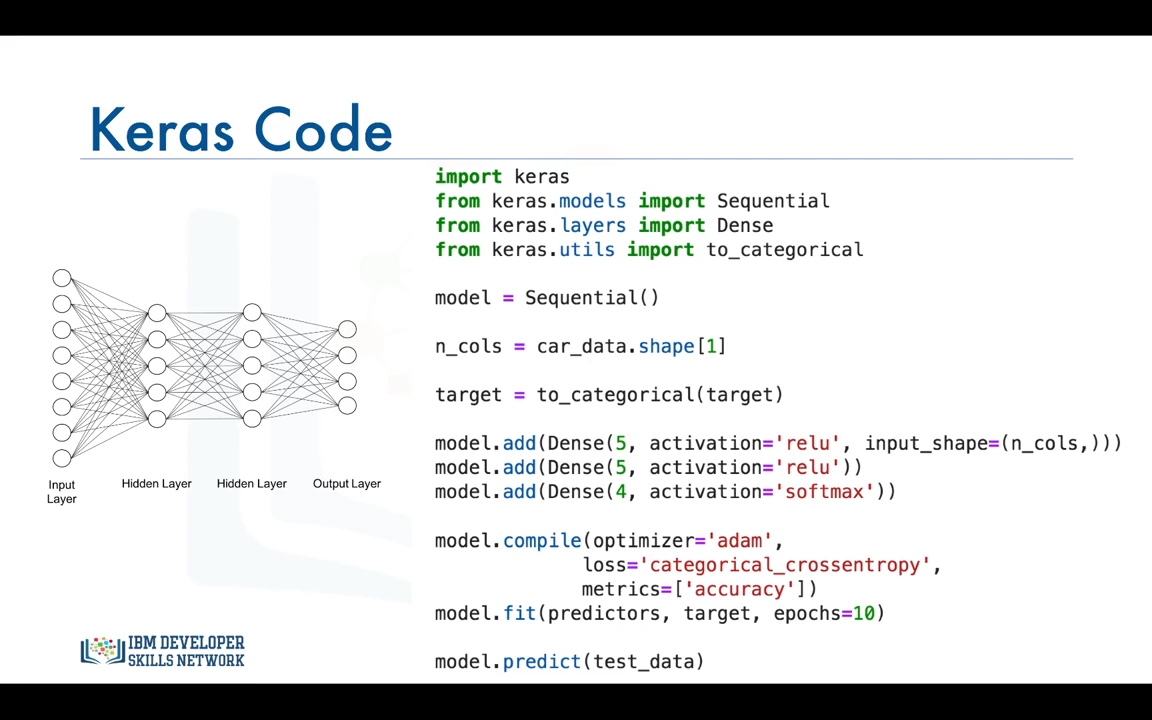 Keras Code
import keras
from keras.models import Sequential
from keras.layers import Dense
from keras.utils import to_categorical
model = Sequential()
n_cols = car_data.shape[1]
target = to_categorical(target)
model.add(Dense(5, activation='relu', input_shape=(n_cols,)))
model.add(Dense(5, activation='relu'))
model.add(Dense(4, activation='softmax'))
model.compile(optimizer='adam',
loss='categorical_crossentropy',
metrics=['accuracy'])
model.fit(predictors, target, epochs=10)
model.predict(test_data)
Input
Layer
Hidden Layer
Hidden Layer
Output Layer
IBM DEVELOPER
SKILLS NETWORK